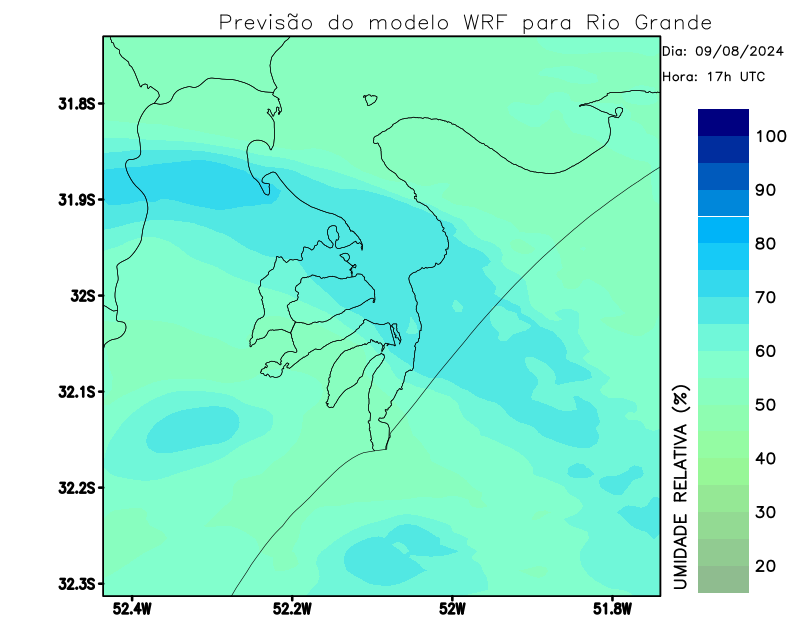 Previsão do modelo WRF para Rio Grande
Dia: 09/08/2024
Hora: 17h UTC
31.8S
31.9S
32S
32.1S
32.2S
32.3S
52.4W
52.2W
52W
51.8W
UMIDADE RELATIVA (%)
100
90
80
70
60
50
40
30
20